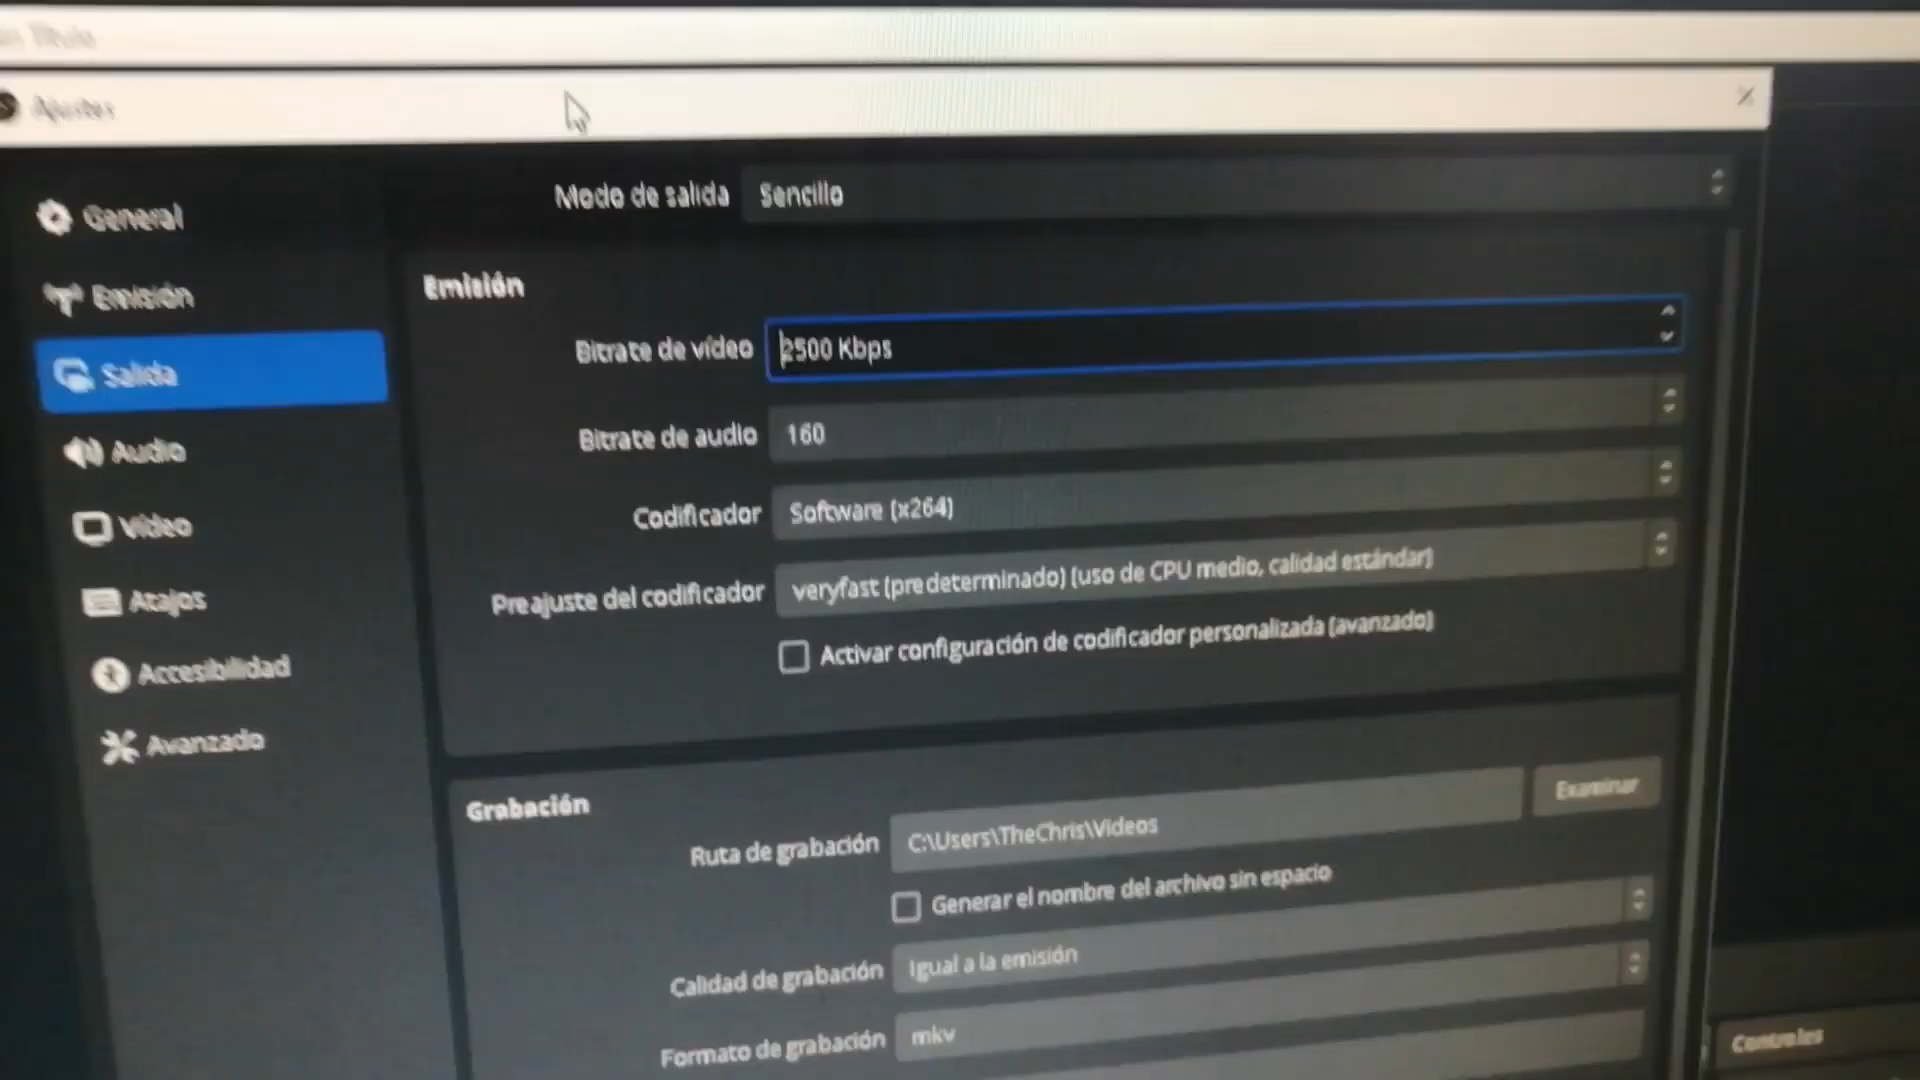 Título
Ajustes
General
Emisión
Salida
Audio
Vídeo
Atajos
Accesibilidad
Avanzado
Modo de salida Sencillo
Emisión
Bitrate de vídeo 2500 Kbps
Bitrate de audio 160
Codificador Software (x264)
Preajuste del codificador veryfast (predeterminado) (uso de CPU medio, calidad estándar)
Activar configuración de codificador personalizada (avanzado)
Grabación
Ruta de grabación C:\Users\TheChris\Videos Examinar
Generar el nombre del archivo sin espacio
Calidad de grabación Igual a la emisión
Formato de grabación mkv
Controles